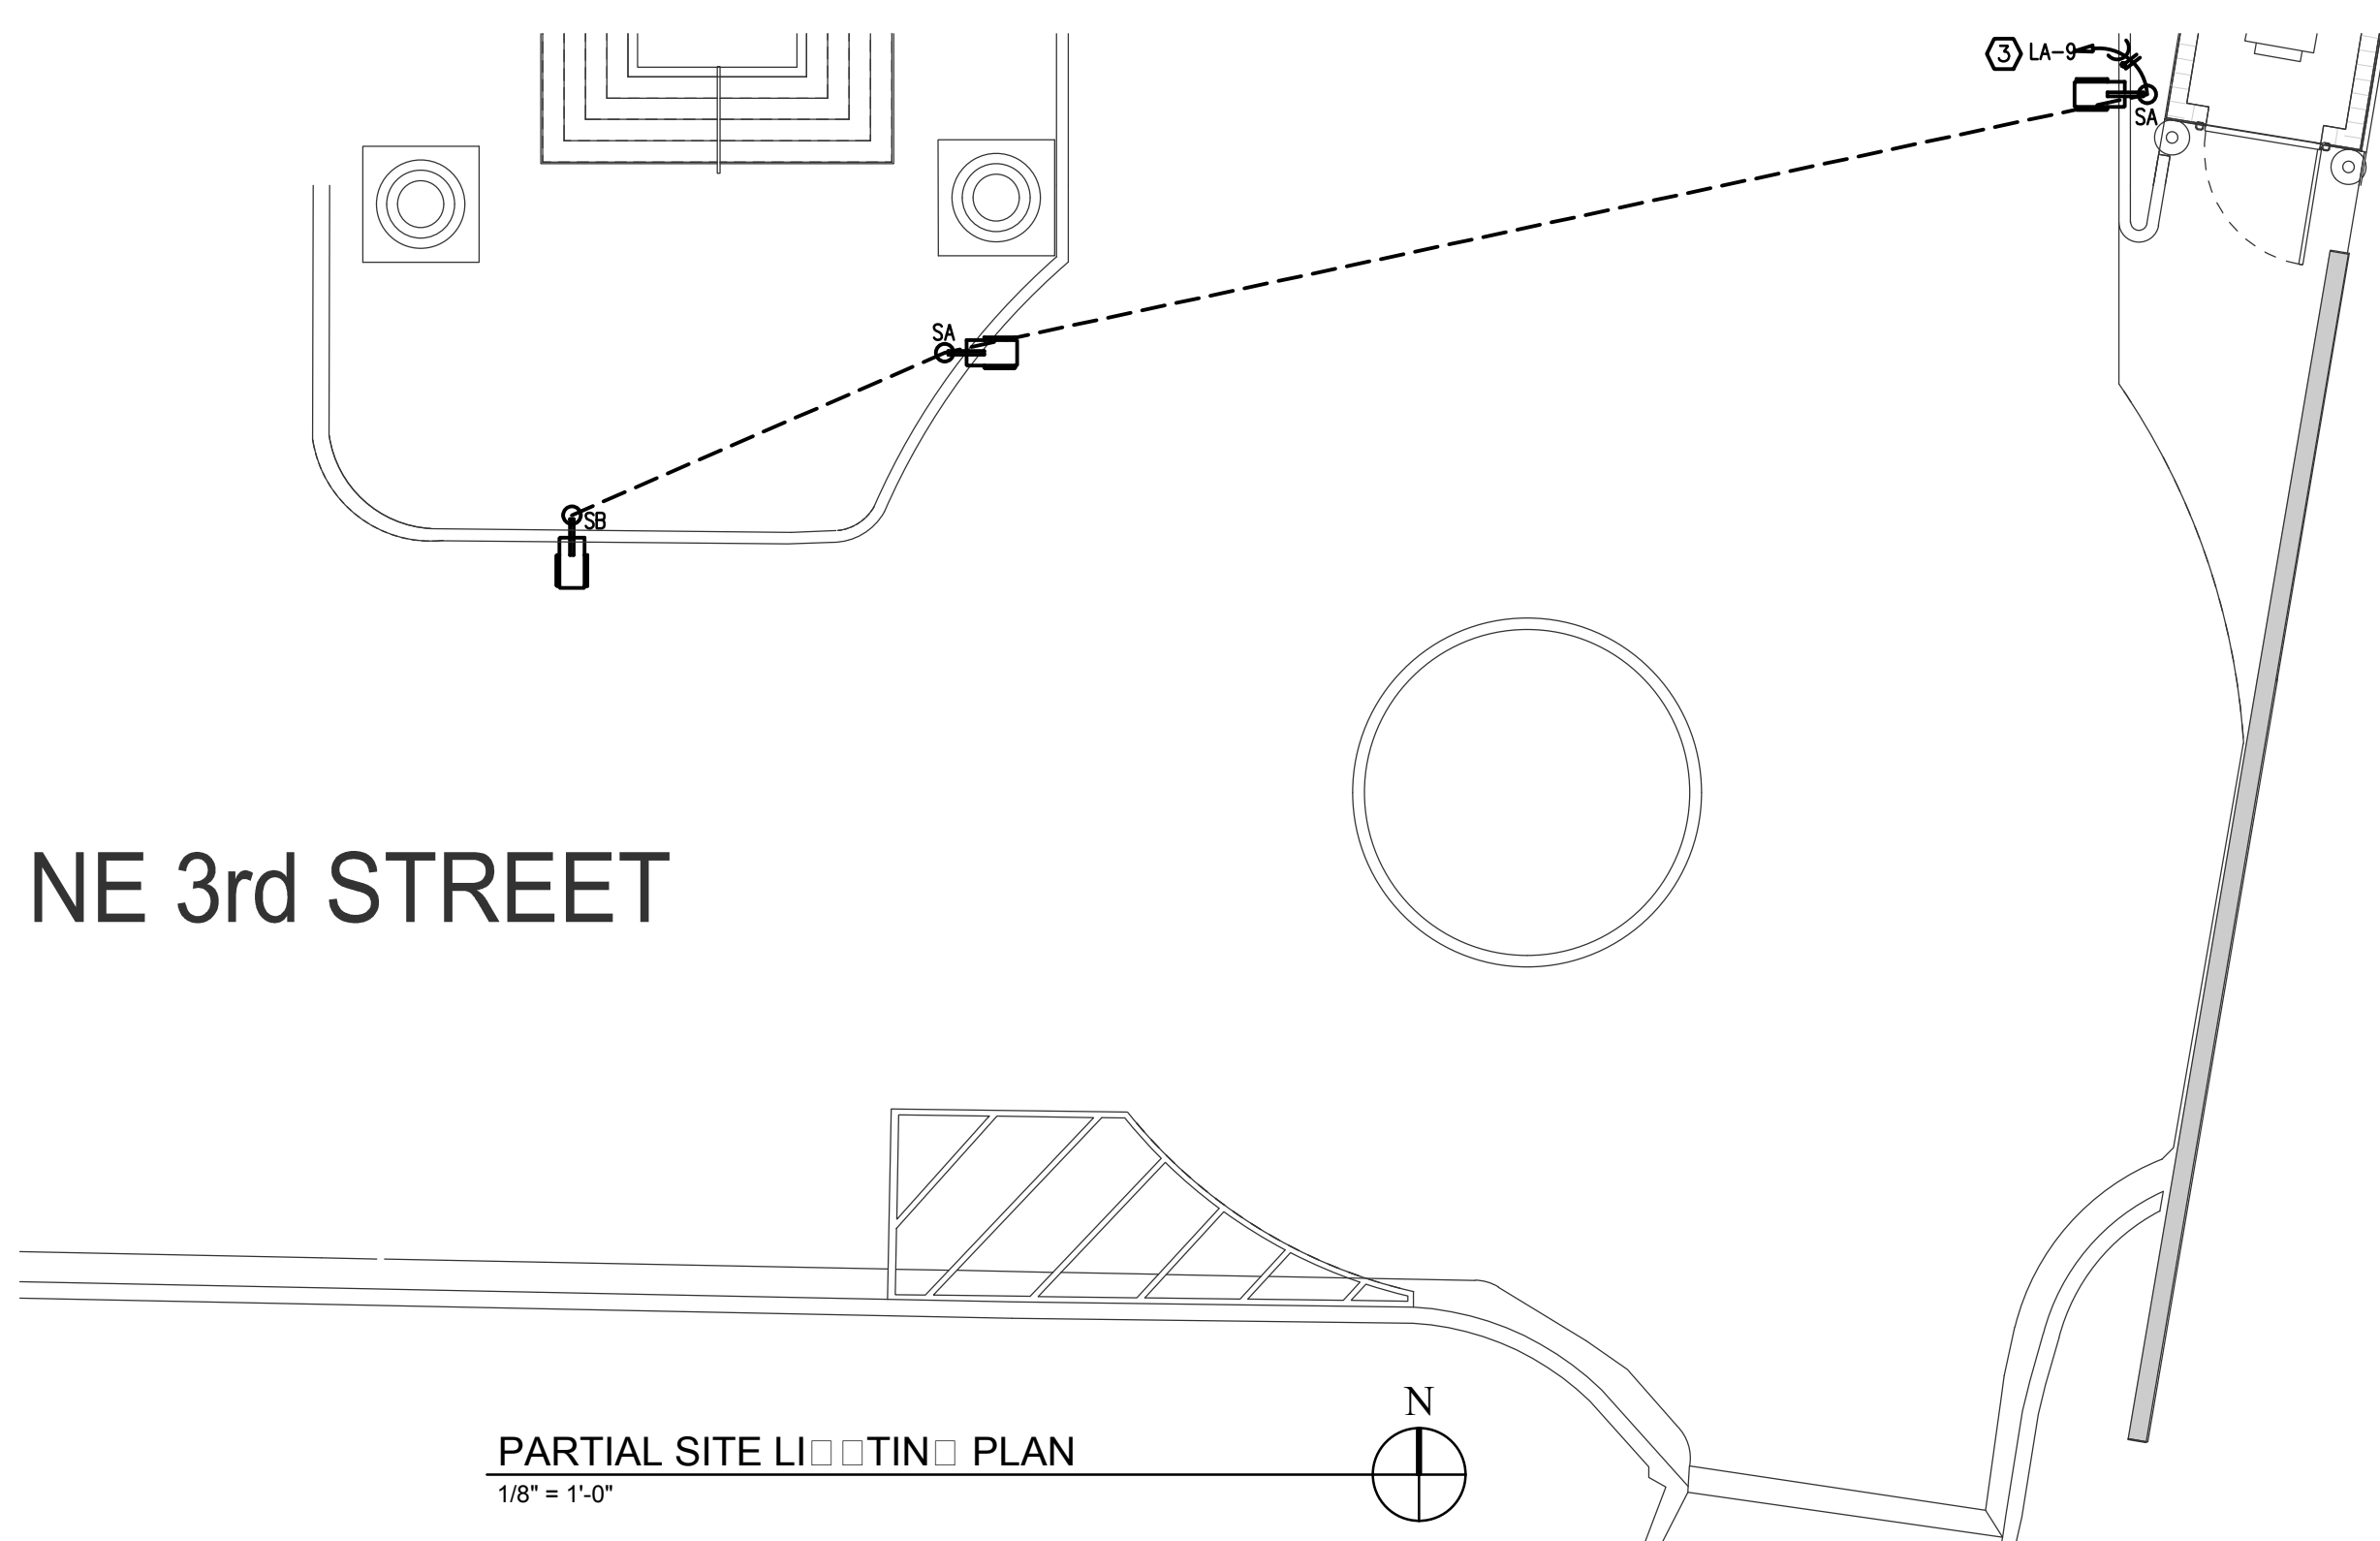 3 LA-9
SA
SA
SB
NE 3rd STREET
N
PARTIAL SITE LI□□TIN□ PLAN
1/8" = 1'-0"